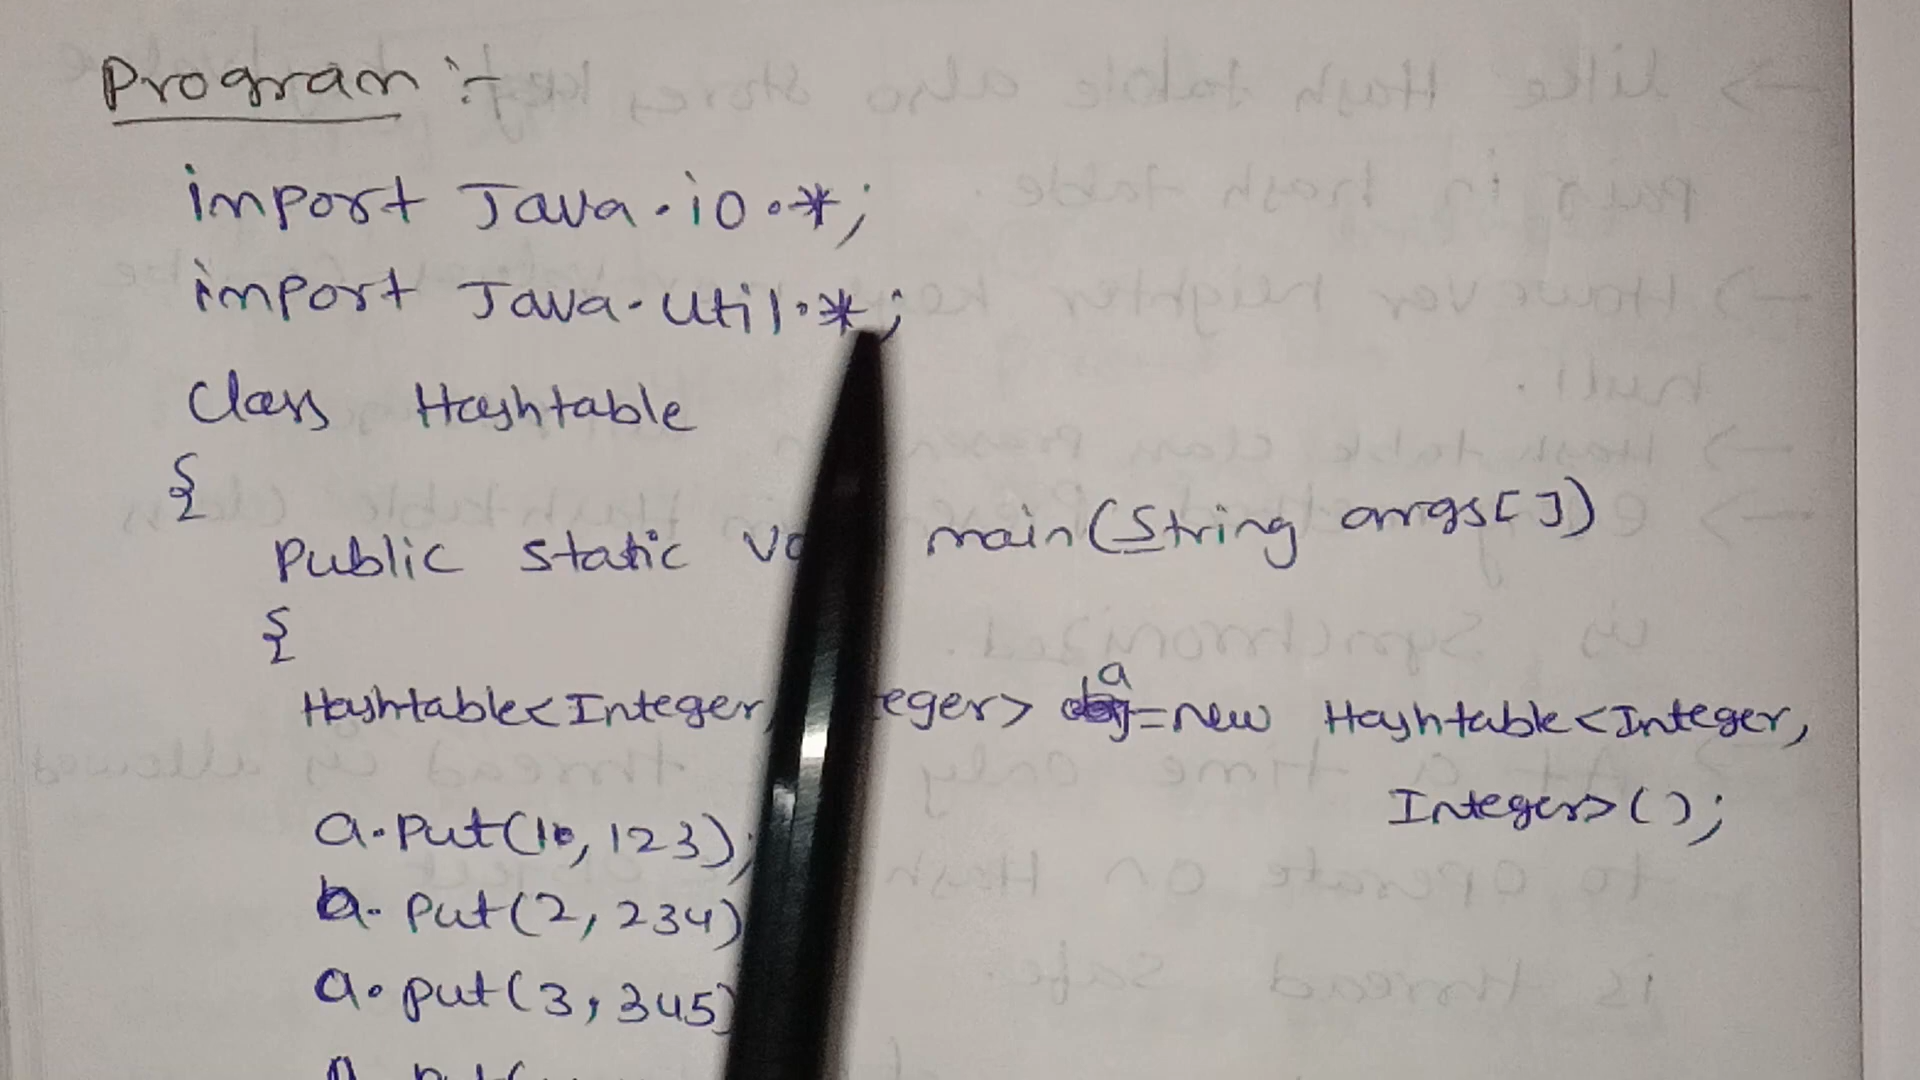 Program :-
import Java.io.*;
import Java.util.*;
Class Hashtable
{
Public static main(String args[])
{
Hashtable<Integer, eger> a=new Hashtable<Integer,
Integer>();
a.put(10,123);
a.put(2,234)
a.put(3,345)